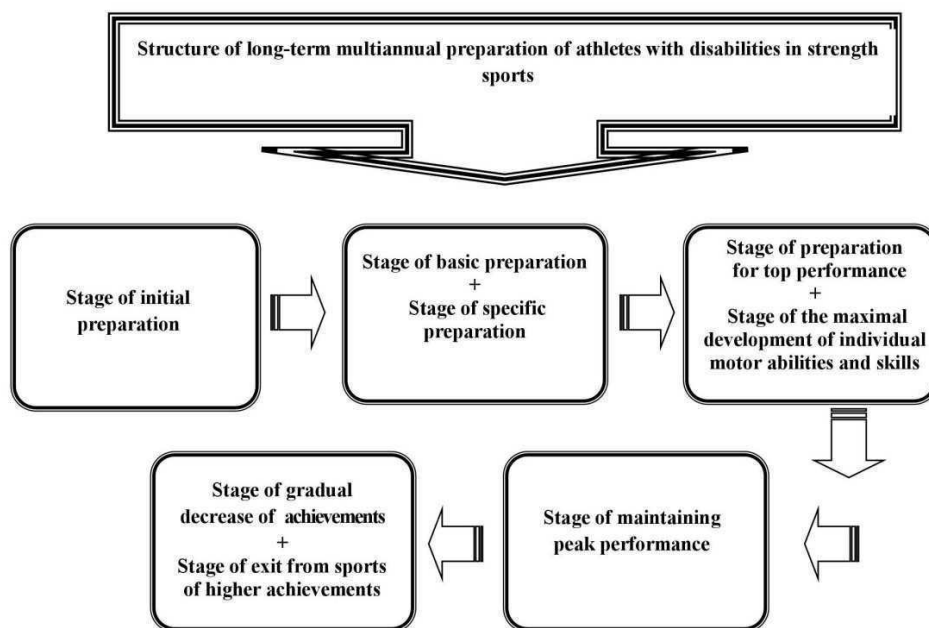 Structure of long-term multiannual preparation of athletes with disabilities in strength
sports
Stage of initial
preparation
Stage of basic preparation
+
Stage of specific
preparation
Stage of preparation
for top performance
+
Stage of the maximal
development of individual
motor abilities and skills
Stage of maintaining
peak performance
Stage of gradual
decrease of achievements
+
Stage of exit from sports
of higher achievements